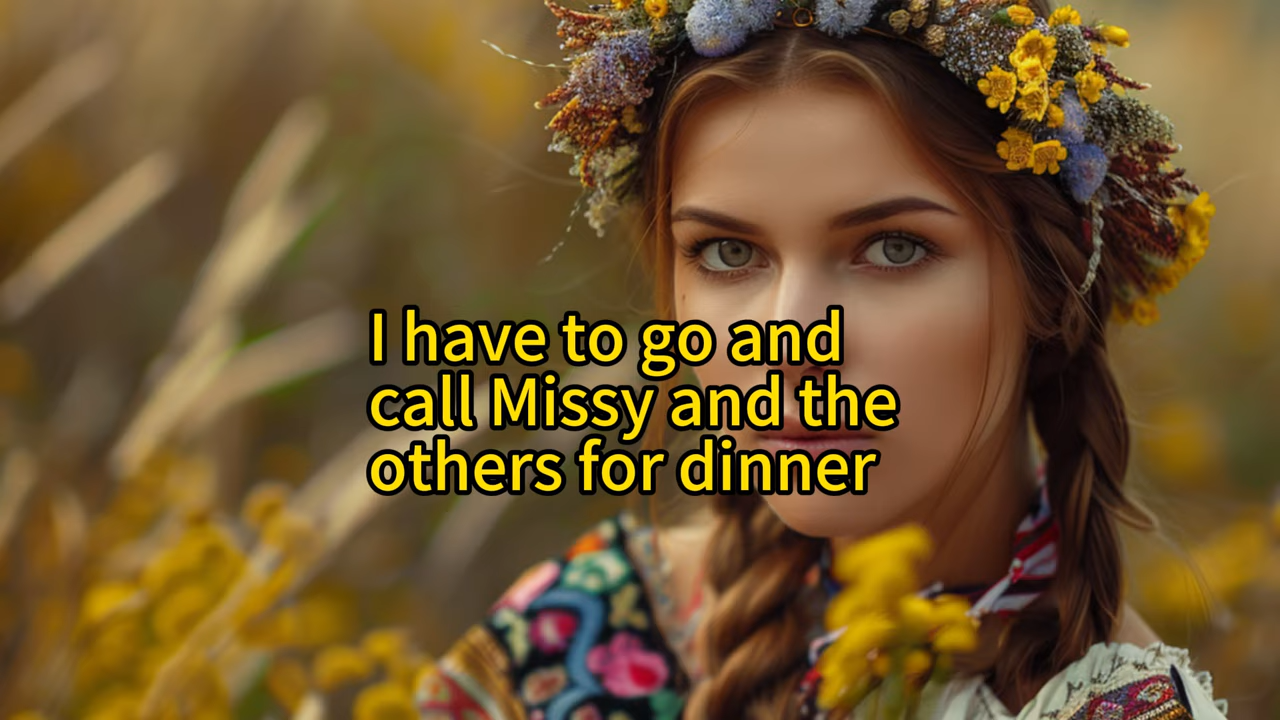 I have to go and
call Missy and the
others for dinner